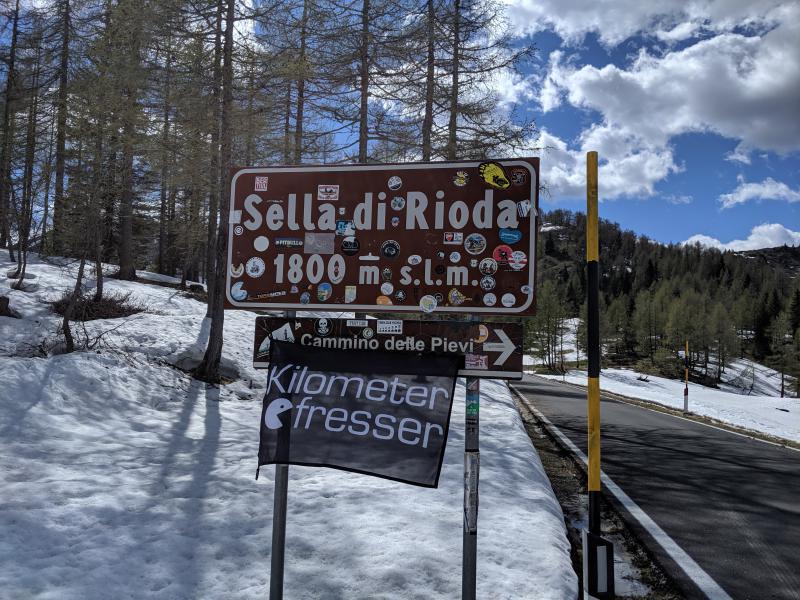 Sella di Rioda
1800 m s.l.m.
Cammino delle Pievi
Kilometer
fresser